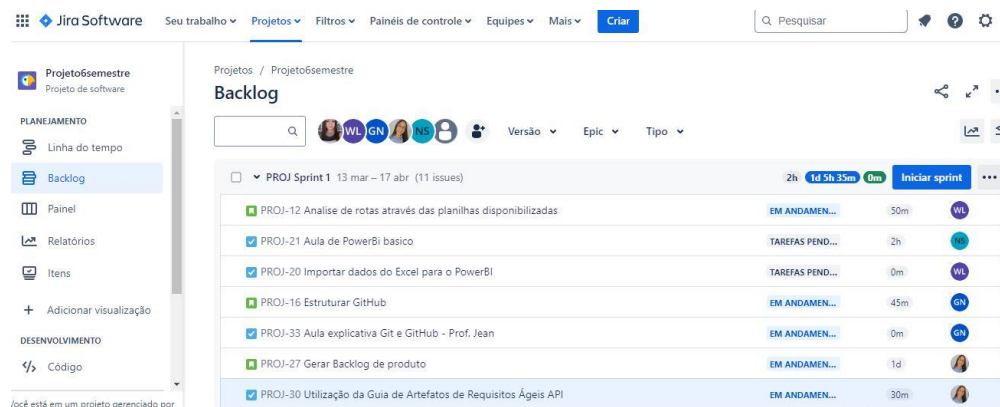 Jira Software Seu trabalho Projetos Filtros Painéis de controle Equipes Mais Criar Pesquisar
Projeto6semestre
Projeto de software
PLANEJAMENTO
Linha do tempo
Backlog
Painel
Relatórios
Itens
+ Adicionar visualização
DESENVOLVIMENTO
Código
Você está em um projeto gerenciado por
Projetos / Projeto6semestre
Backlog
WL GN NS Versão Epic Tipo
PROJ Sprint 1 13 mar – 17 abr (11 issues) 2h 1d 5h 35m 0m Iniciar sprint
PROJ-12 Analise de rotas através das planilhas disponibilizadas EM ANDAMEN... 50m WL
PROJ-21 Aula de PowerBi basico TAREFAS PEND... 2h NS
PROJ-20 Importar dados do Excel para o PowerBI TAREFAS PEND... 0m WL
PROJ-16 Estruturar GitHub EM ANDAMEN... 45m GN
PROJ-33 Aula explicativa Git e GitHub - Prof. Jean EM ANDAMEN... 0m GN
PROJ-27 Gerar Backlog de produto EM ANDAMEN... 1d
PROJ-30 Utilização da Guia de Artefatos de Requisitos Ágeis API EM ANDAMEN... 30m